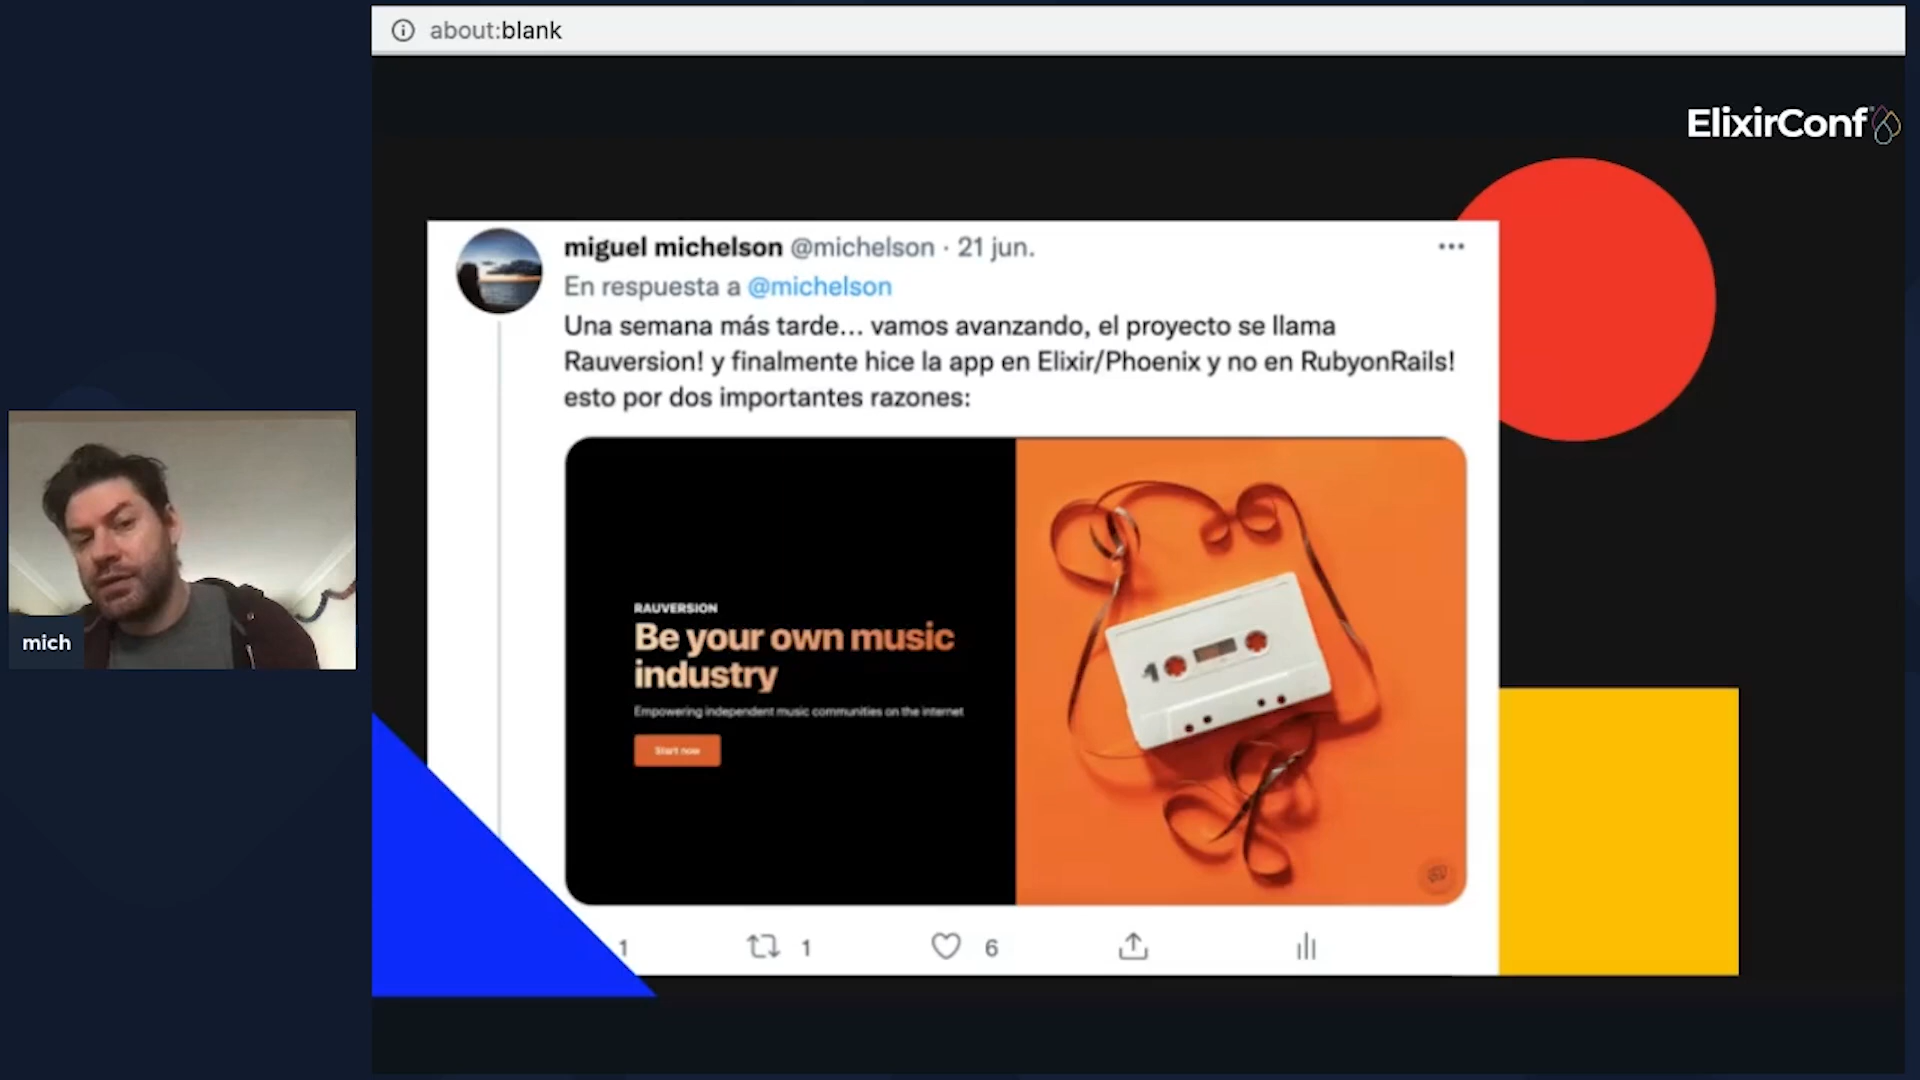 about:blank
ElixirConf
miguel michelson @michelson · 21 jun.
En respuesta a @michelson
Una semana más tarde... vamos avanzando, el proyecto se llama
Rauversion! y finalmente hice la app en Elixir/Phoenix y no en RubyonRails!
esto por dos importantes razones:
RAUVERSION
Be your own music
industry
Empowering independent music communities on the internet
Start now
1
1 1 6
mich